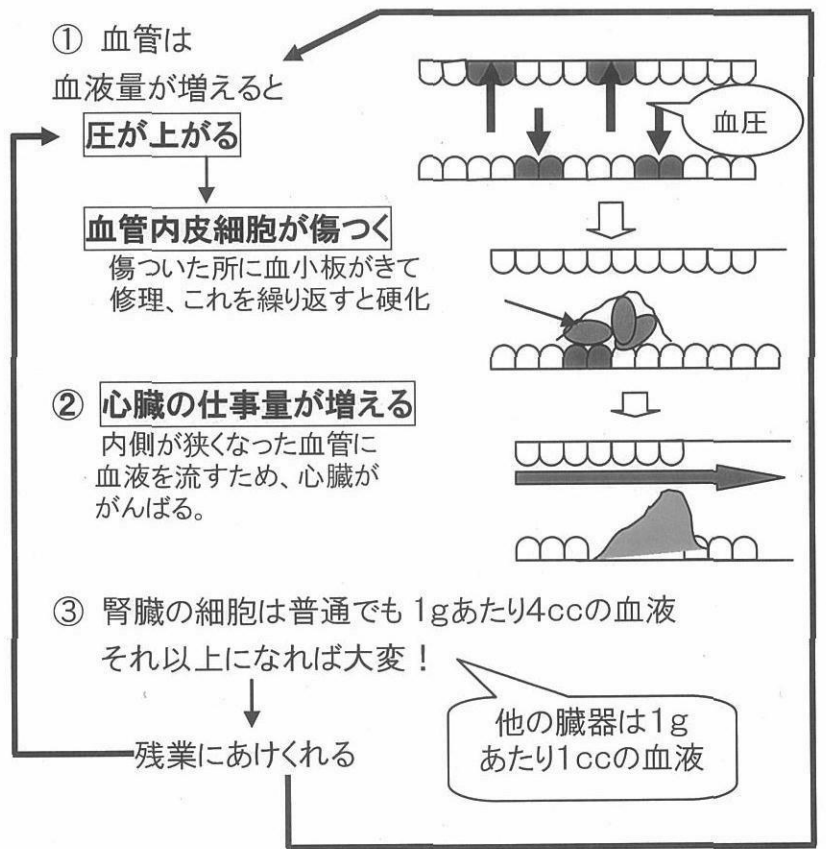 ① 血管は
血液量が増えると
圧が上がる
血圧
血管内皮細胞が傷つく
傷ついた所に血小板がきて
修理、これを繰り返すと硬化
② 心臓の仕事量が増える
内側が狭くなった血管に
血液を流すため、心臓が
がんばる。
③ 腎臓の細胞は普通でも 1gあたり4ccの血液
それ以上になれば大変！
他の臓器は1g
あたり1ccの血液
残業にあけくれる